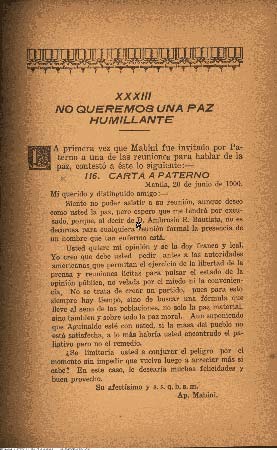 XXXIII
NO QUEREMOS UNA PAZ
HUMILLANTE
LA primera vez que Mabini fue invitado por Pa-
terno a una de las reuniones para hablar de la
paz, contestó a éste lo siguiente:—
116. CARTA A PATERNO
Manila, 20 de junio de 1900.
Mi querido y distinguido amigo:—
Siento no poder asistir a su reunión, aunque deseo
como usted la paz, pero espero que me tendrá por excu-
sado, porque, al decir de D. Ambrosio R. Bautista, no es
decorosa para cualquiera reunión formal la presencia de
un hombre que tan enfermo está.
Usted quiere mi opinión y se la doy franca y leal.
Yo creo que debe usted pedir antes a las autoridades
americanas que permitan el ejercicio de la libertad de la
prensa y reuniones lícitas para pulsar el estado de la
opinión público, no velada por el miedo ni la convenien-
cia. No se trata de crear un partido, pues para esto
siempre hay tiempo, sino de buscar una fórmula que
lleve al seno de las poblaciones, no solo la paz material,
sino tambien y sobre todo la paz moral. Aun suponiendo
que Aguinaldo esté con usted, si la masa del pueblo no
está satisfecha, a lo más habría usted encontrado el pa-
liativo pero no el remedio.
¿Se limitaría usted a conjurar el peligro por el
momento sin impedir que vuelva luego a arreciar más si
cabe? En este caso, le desearía muchas felicidades y
buen provecho.
Su afectísimo y s. s. q. b. s. m.
Ap. Mabini.